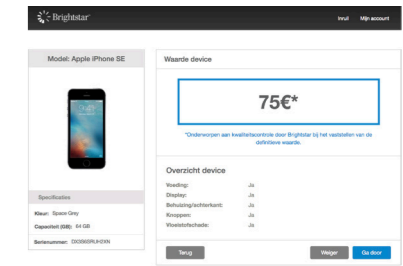 Brightstar
Inruil Mijn account
Model: Apple iPhone SE
Specificaties
Kleur: Space Grey
Capaciteit (GB): 64 GB
Serienummer:
Waarde device
75€*
*Onderworpen aan kwaliteitscontrole door Brightstar bij het vaststellen van de
definitieve waarde.
Overzicht device
Voeding: Ja
Display: Ja
Behuizing/achterkant: Ja
Knoppen: Ja
Vloeistofschade: Ja
Terug Weiger Ga door